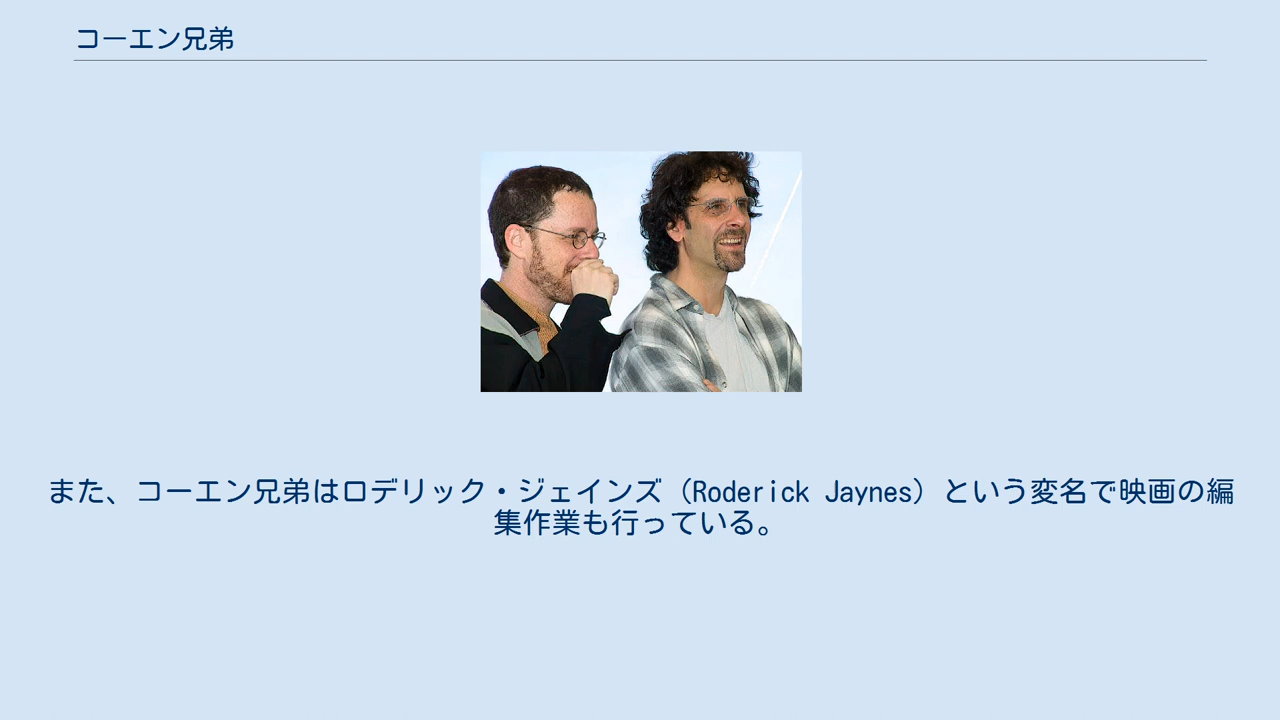 コーエン兄弟
また、コーエン兄弟はロデリック・ジェインズ（Roderick Jaynes）という変名で映画の編
集作業も行っている。